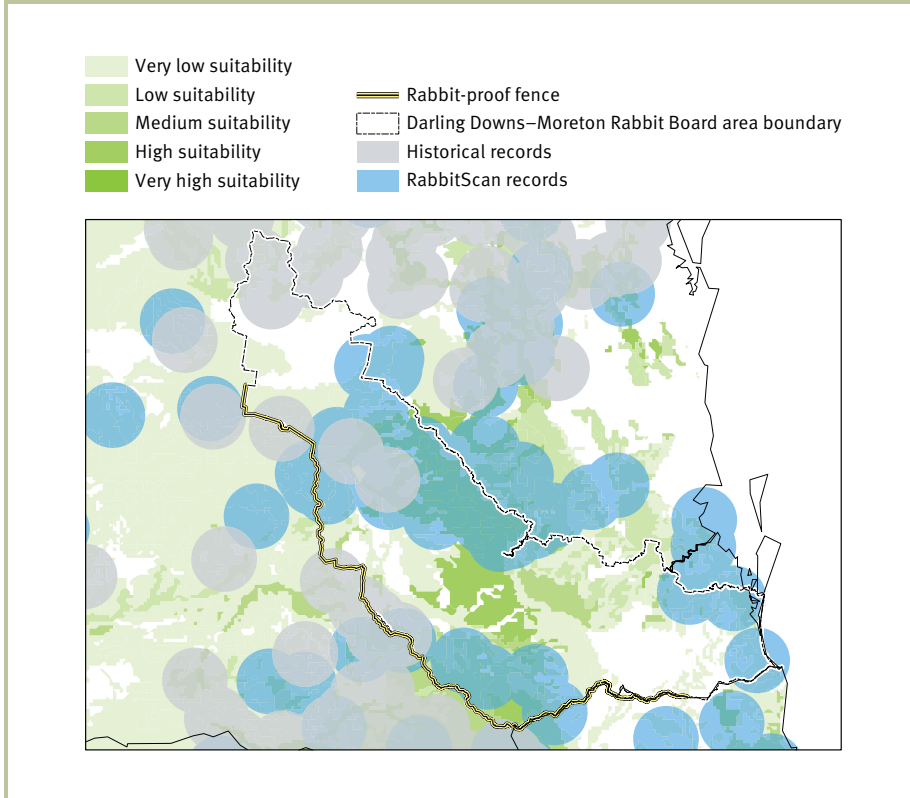 Very low suitability
Low suitability
Medium suitability
High suitability
Very high suitability
Rabbit-proof fence
Darling Downs–Moreton Rabbit Board area boundary
Historical records
RabbitScan records